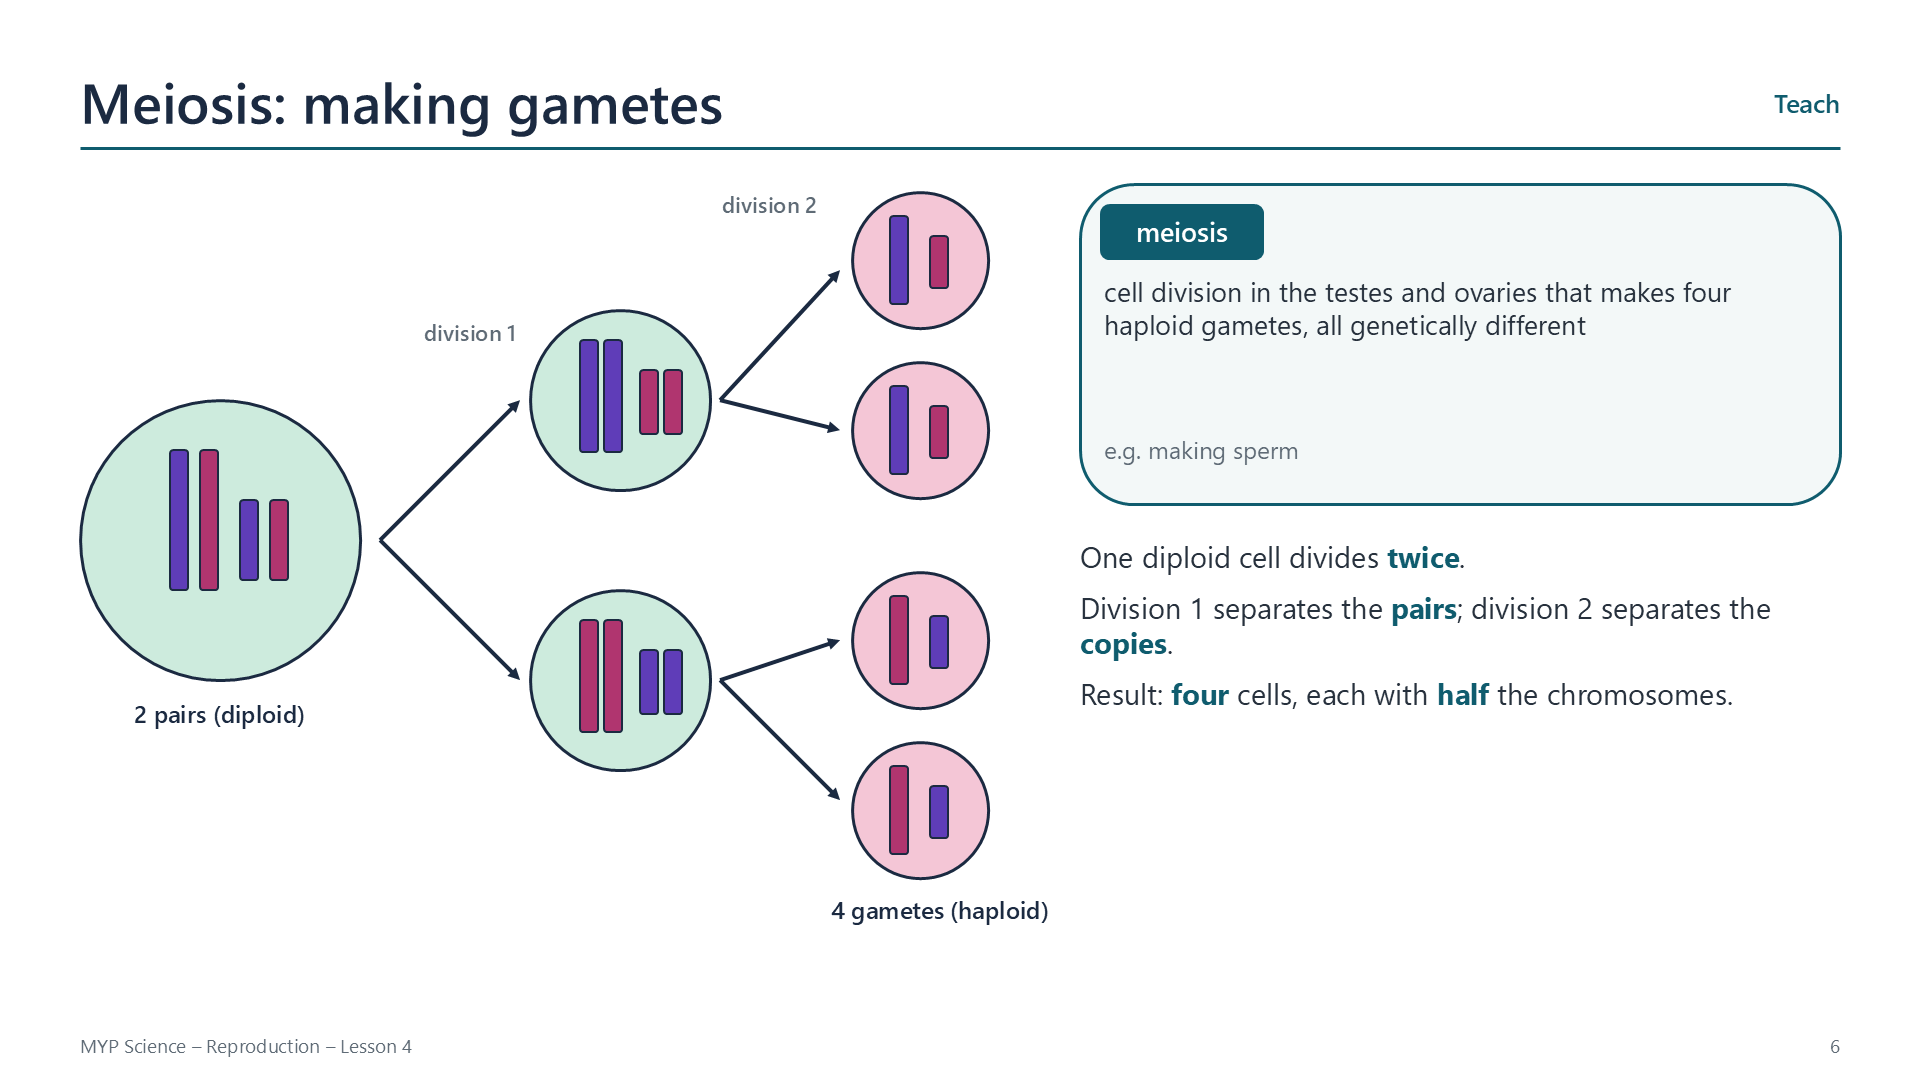 Meiosis: making gametes
Teach
division 2
division 1
2 pairs (diploid)
4 gametes (haploid)
meiosis
cell division in the testes and ovaries that makes four
haploid gametes, all genetically different
e.g. making sperm
One diploid cell divides twice.
Division 1 separates the pairs; division 2 separates the
copies.
Result: four cells, each with half the chromosomes.
MYP Science – Reproduction – Lesson 4
6